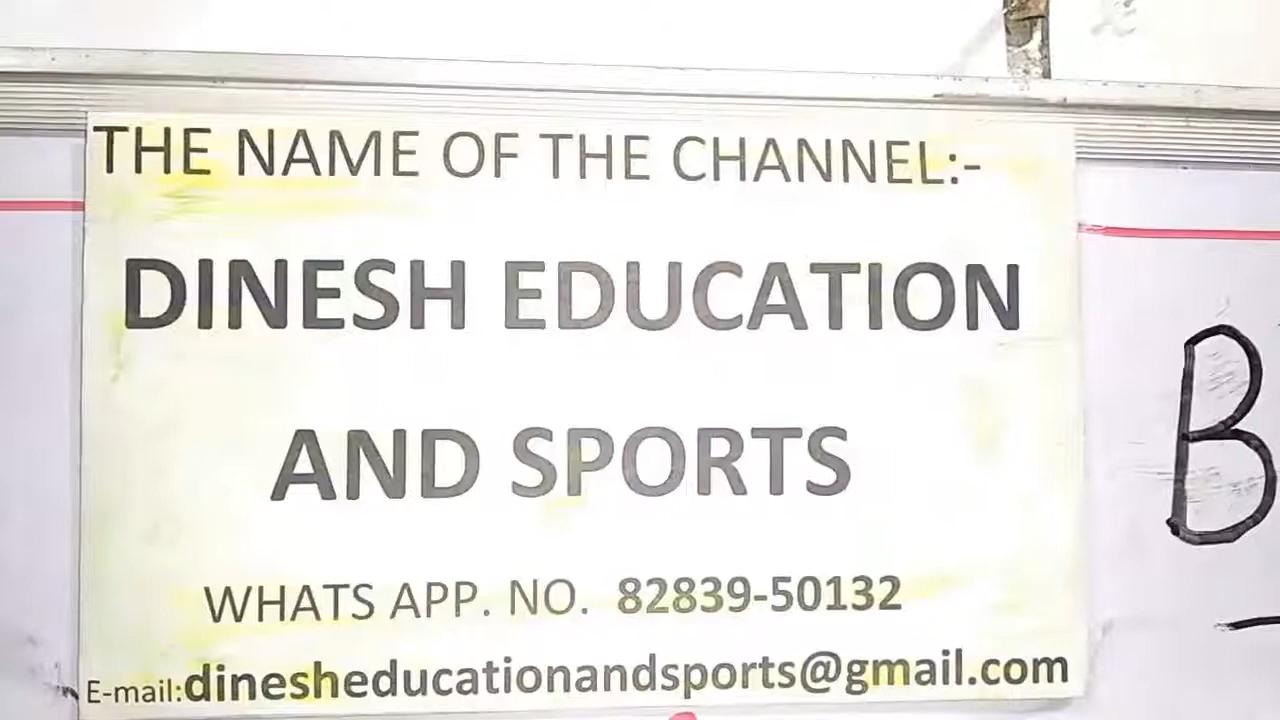 THE NAME OF THE CHANNEL:-
DINESH EDUCATION
AND SPORTS
WHATS APP. NO. 82839-50132
E-mail:dinesheducationandsports@gmail.com
B